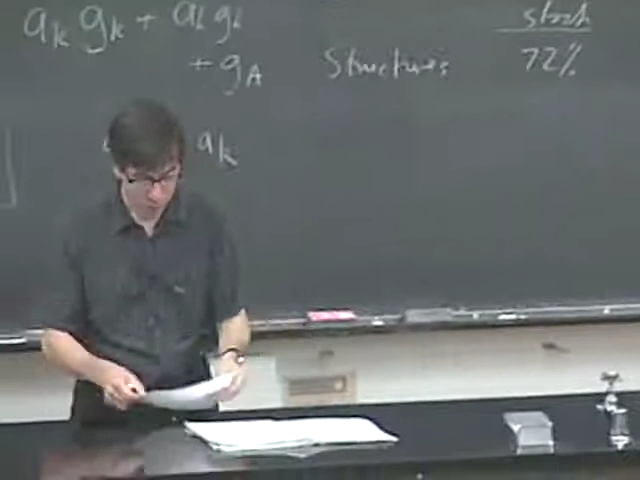 a_k g_k + a_L g_L
+ g_A
a_k
stock
Structures 72%